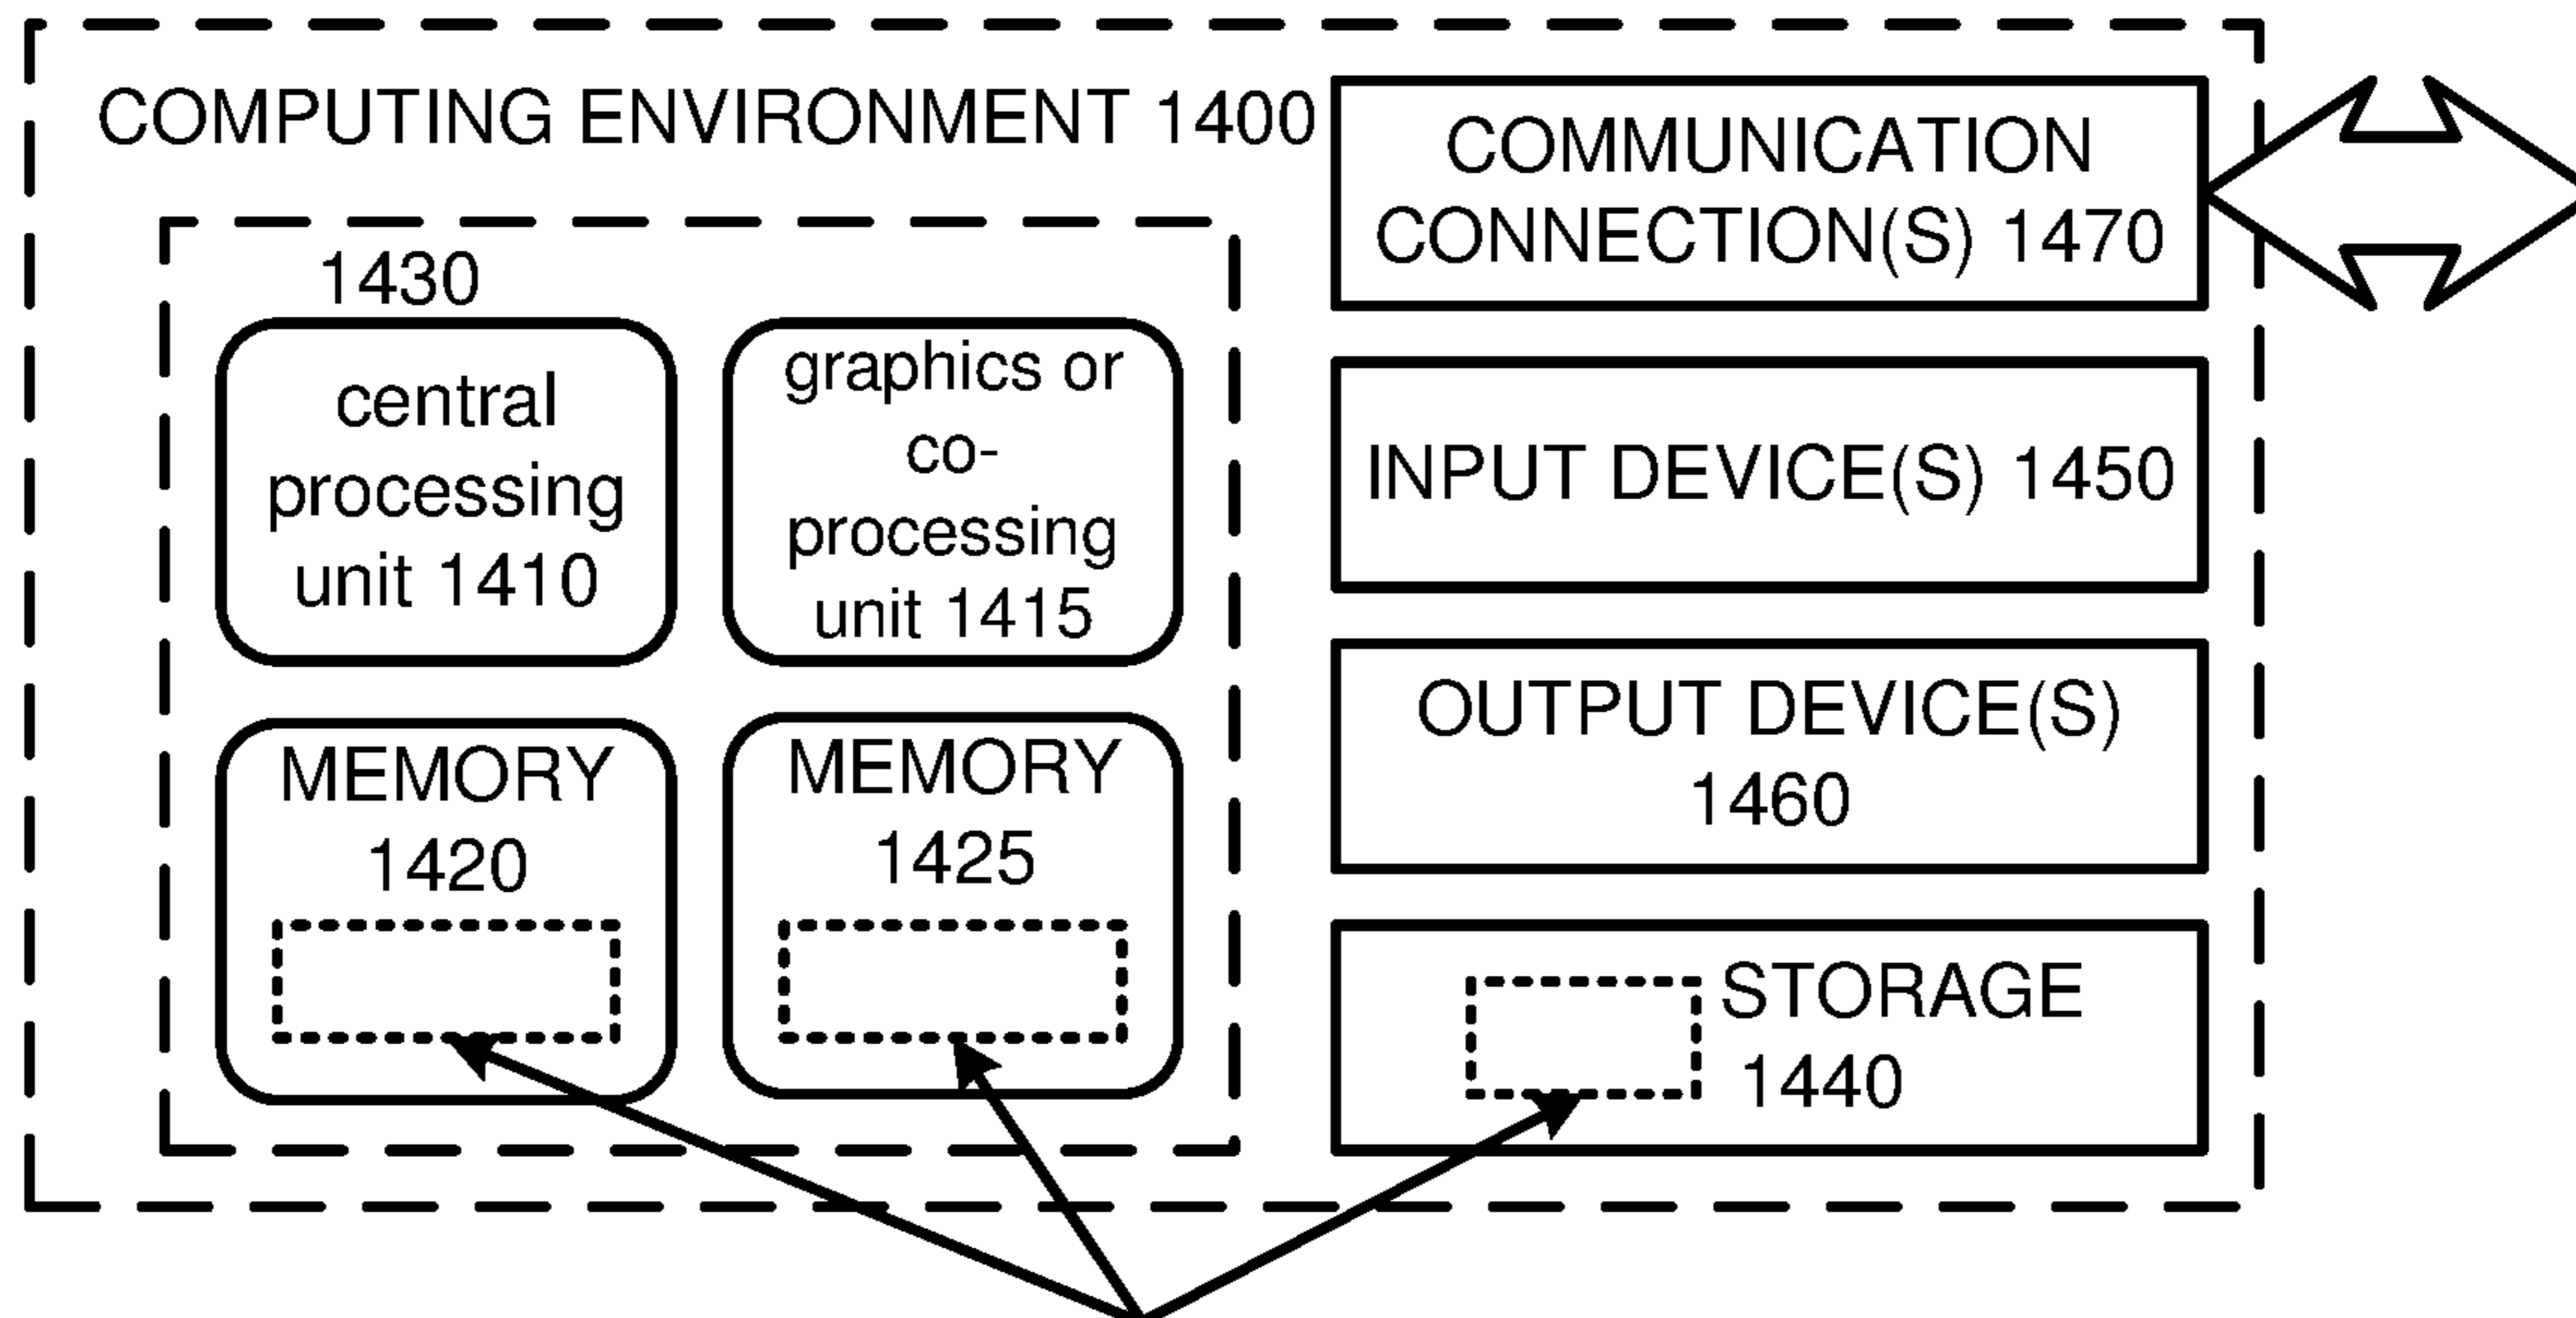 COMPUTING ENVIRONMENT 1400
1430
central
processing
unit 1410
graphics or
co-
processing
unit 1415
MEMORY
1420
MEMORY
1425
COMMUNICATION
CONNECTION(S) 1470
INPUT DEVICE(S) 1450
OUTPUT DEVICE(S)
1460
STORAGE
1440